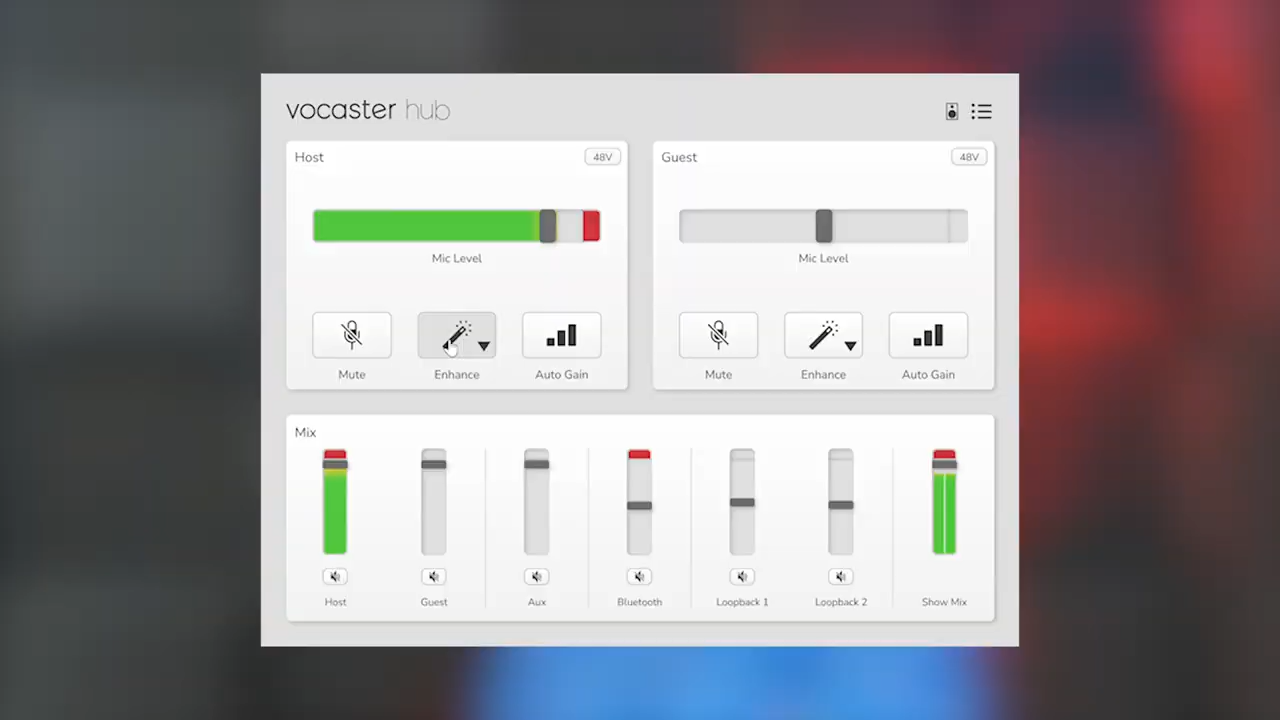 vocaster hub
Host 48V
Mic Level
Mute Enhance Auto Gain
Guest 48V
Mic Level
Mute Enhance Auto Gain
Mix
Host Guest Aux Bluetooth Loopback 1 Loopback 2 Show Mix